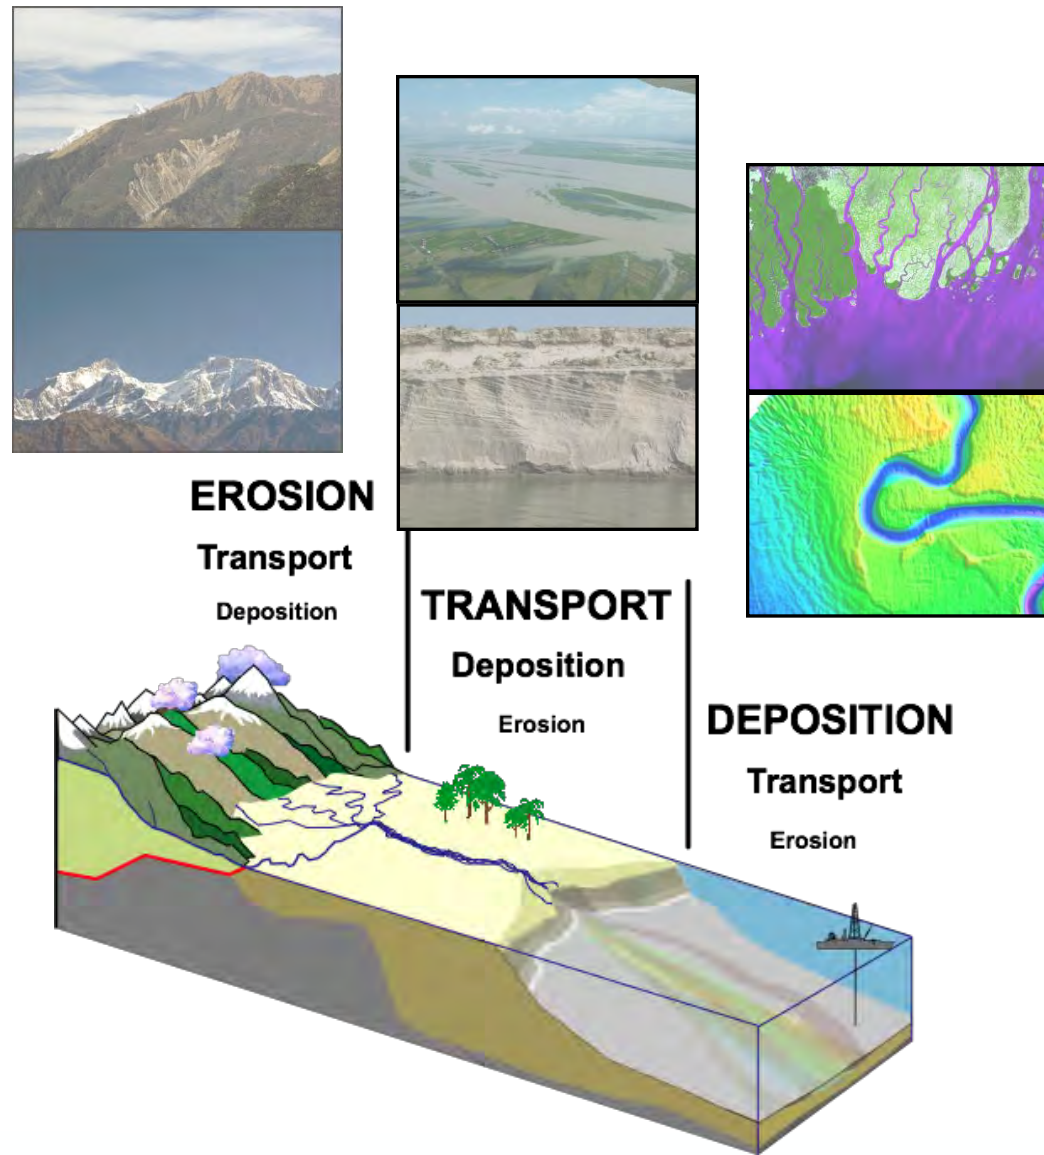 EROSION
Transport
Deposition
TRANSPORT
Deposition
Erosion
DEPOSITION
Transport
Erosion